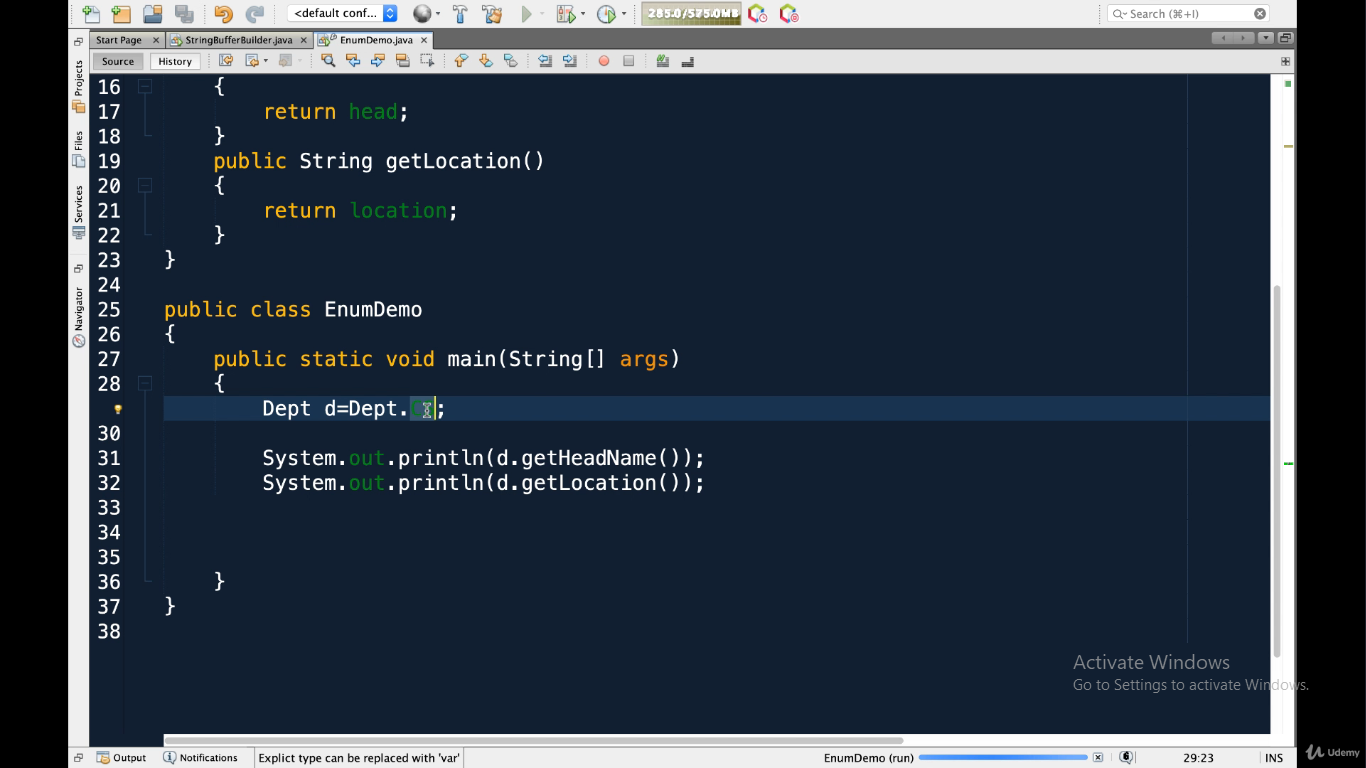 <default conf...
285.0/575.0MB
Search (⌘+I)
Start Page
StringBufferBuilder.java
EnumDemo.java
Source
History
Projects
Files
Services
Navigator
16 {
17 return head;
18 }
19 public String getLocation()
20 {
21 return location;
22 }
23 }
24
25 public class EnumDemo
26 {
27 public static void main(String[] args)
28 {
Dept d=Dept. ;
30
31 System.out.println(d.getHeadName());
32 System.out.println(d.getLocation());
33
34
35
36 }
37 }
38
Activate Windows
Go to Settings to activate Windows.
Output
Notifications
Explict type can be replaced with 'var'
EnumDemo (run)
29:23
INS
Udemy